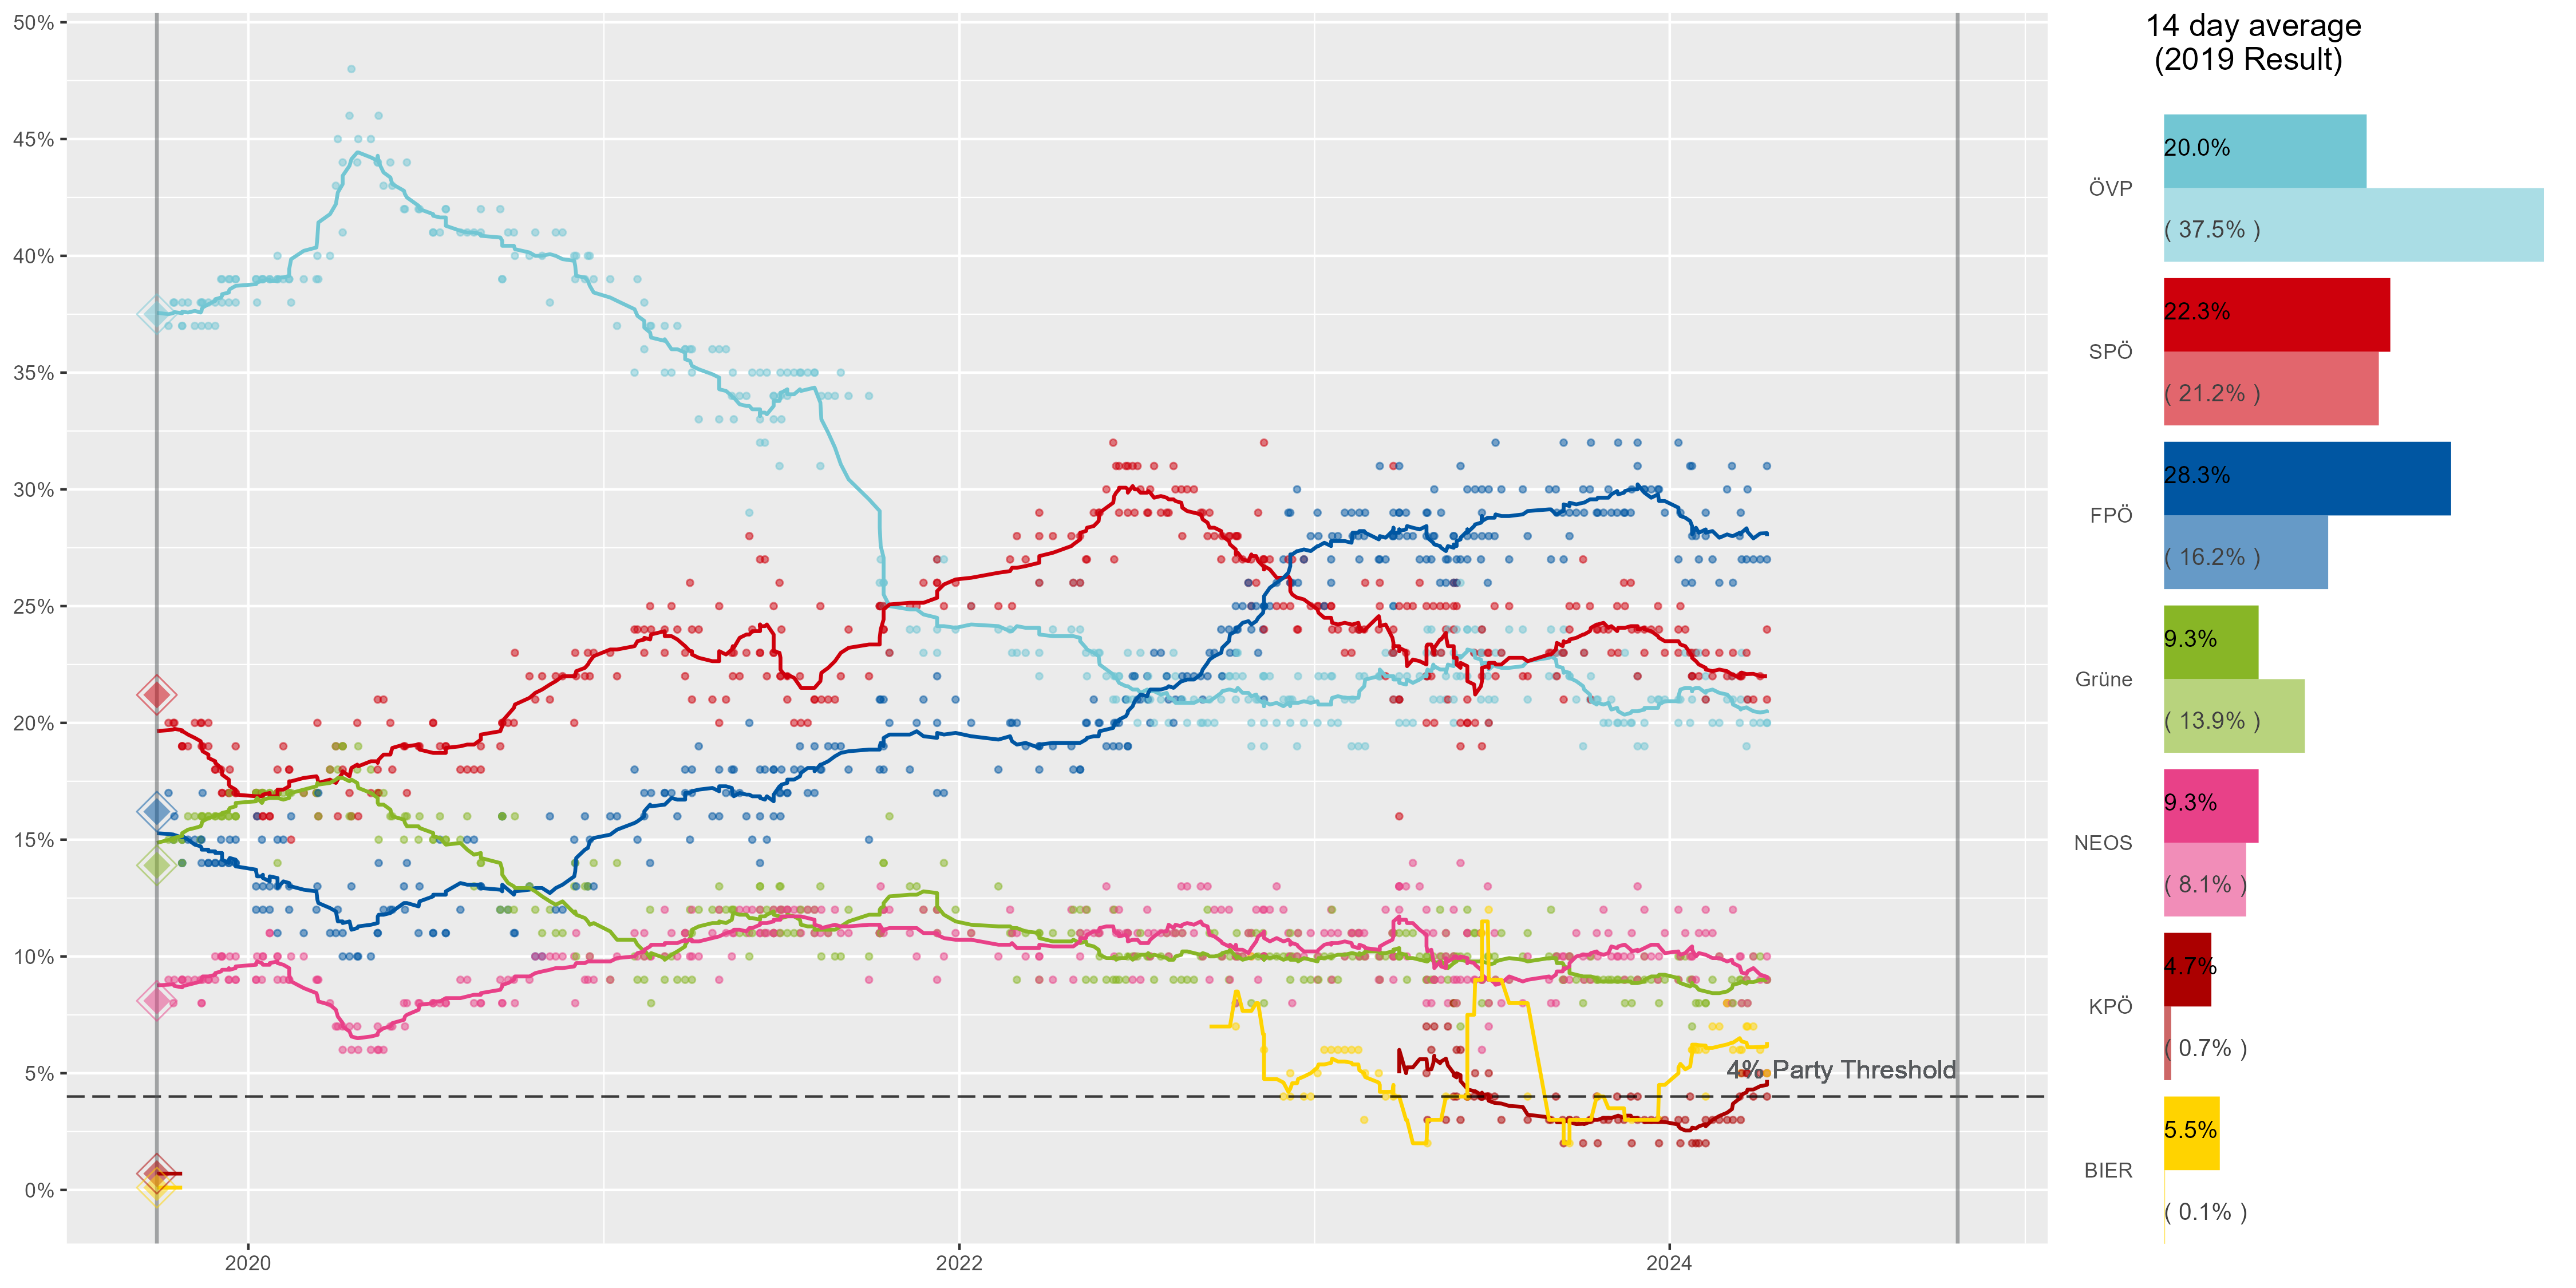 50%
45%
40%
35%
30%
25%
20%
15%
10%
5%
0%
2020
2022
2024
4% Party Threshold
14 day average
(2019 Result)
ÖVP
20.0%
( 37.5% )
SPÖ
22.3%
( 21.2% )
FPÖ
28.3%
( 16.2% )
Grüne
9.3%
( 13.9% )
NEOS
9.3%
( 8.1% )
KPÖ
4.7%
( 0.7% )
BIER
5.5%
( 0.1% )